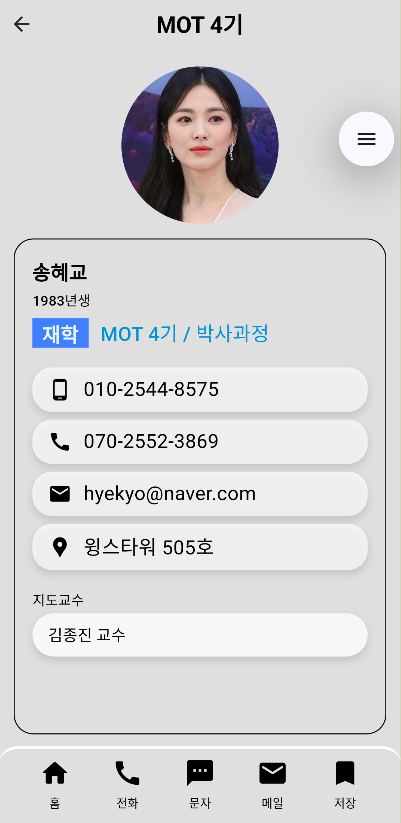 MOT 4기
송혜교
1983년생
재학 MOT 4기 / 박사과정
010-2544-8575
070-2552-3869
hyekyo@naver.com
윙스타워 505호
지도교수
김종진 교수
홈 전화 문자 메일 저장